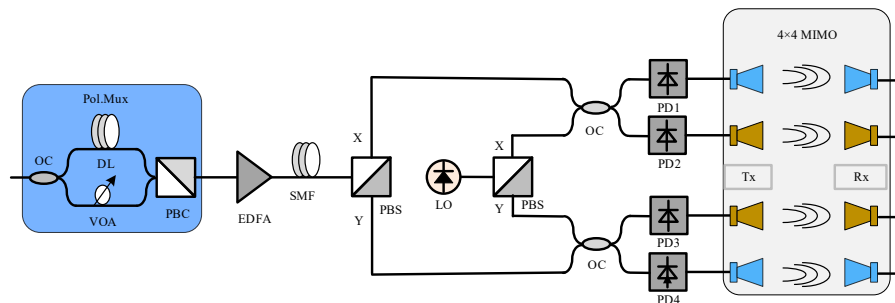 4×4 MIMO
Pol.Mux
OC
DL
VOA
PBC
EDFA
SMF
X
Y
PBS
LO
X
Y
PBS
OC
OC
PD1
PD2
PD3
PD4
Tx
Rx